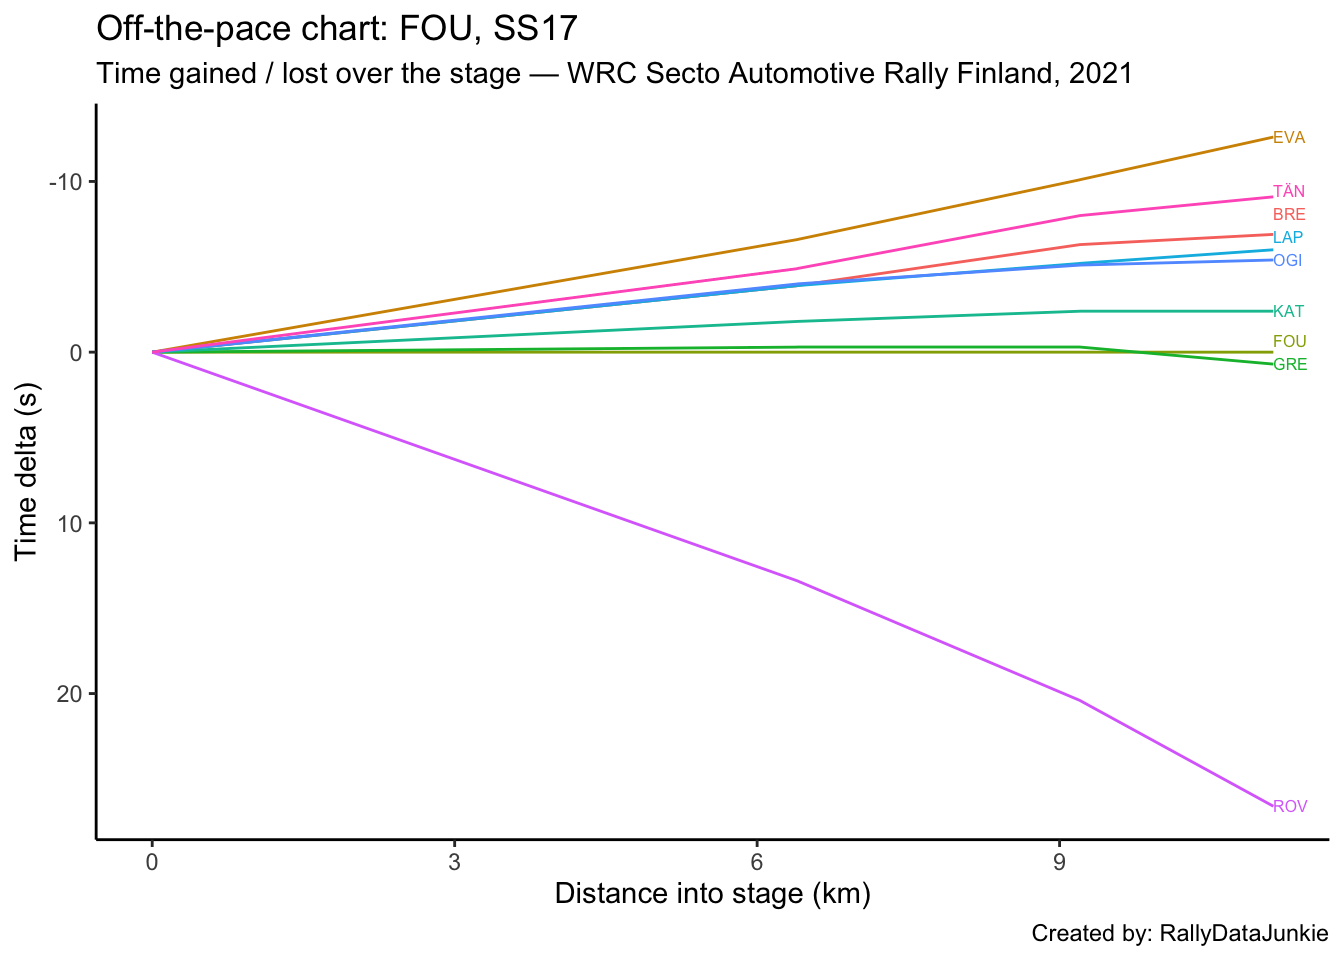 Off-the-pace chart: FOU, SS17
Time gained / lost over the stage — WRC Secto Automotive Rally Finland, 2021
EVA
-10
TÄN
BRE
LAP
OGI
KAT
FOU
0
GRE
Time delta (s)
10
20
ROV
0 3 6 9
Distance into stage (km)
Created by: RallyDataJunkie